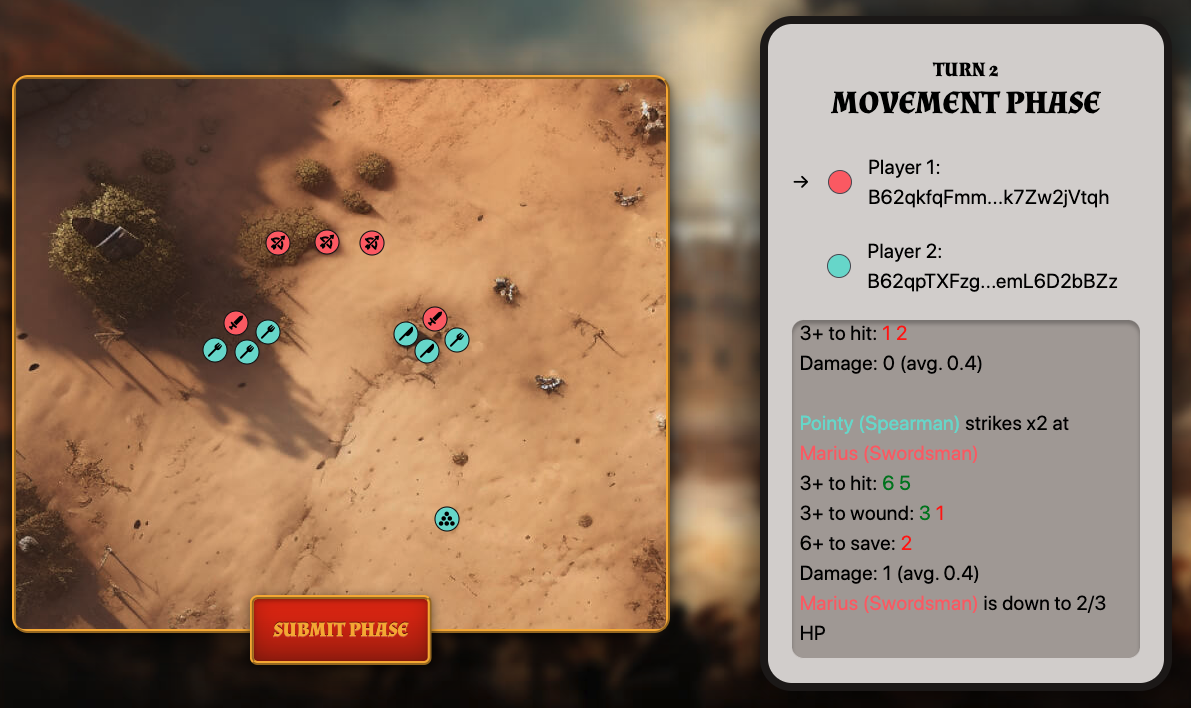 TURN 2
MOVEMENT PHASE
→ Player 1:
B62qkfqFmm...k7Zw2jVtqh
Player 2:
B62qpTXFzg...emL6D2bBZz
3+ to hit: 1 2
Damage: 0 (avg. 0.4)
Pointy (Spearman) strikes x2 at
Marius (Swordsman)
3+ to hit: 6 5
3+ to wound: 3 1
6+ to save: 2
Damage: 1 (avg. 0.4)
Marius (Swordsman) is down to 2/3
HP
SUBMIT PHASE